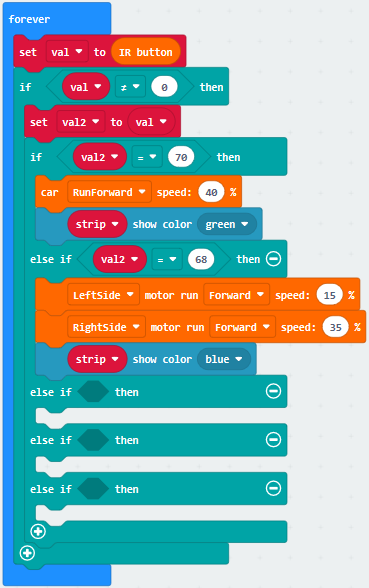 forever
set val to IR button
if val ≠ 0 then
set val2 to val
if val2 = 70 then
car RunForward speed: 40 %
strip show color green
else if val2 = 68 then
LeftSide motor run Forward speed: 15 %
RightSide motor run Forward speed: 35 %
strip show color blue
else if then
else if then
else if then